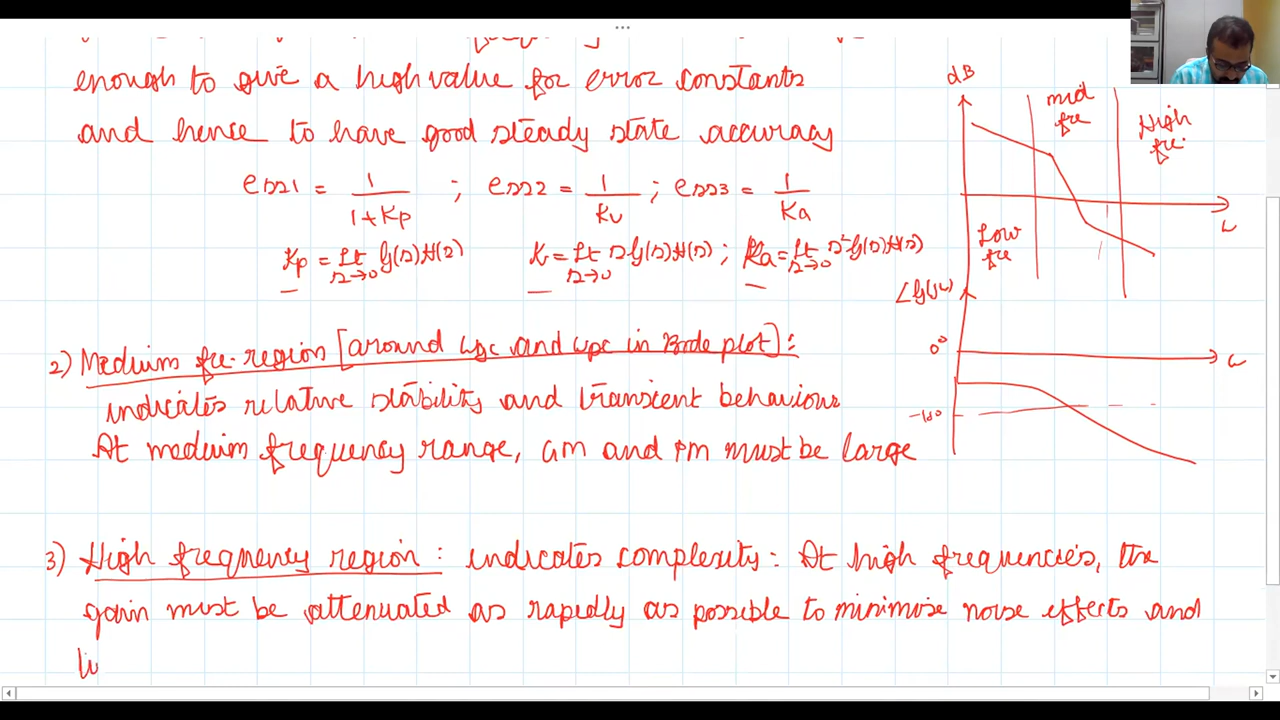 enough to give a high value for error constants
and hence to have good steady state accuracy
ess1 = 1/(1+Kp) ; ess2 = 1/Kv ; ess3 = 1/Ka
Kp = Lt s→0 G(s)H(s) K = Lt s→0 sG(s)H(s) ; Ka = Lt s→0 s²G(s)H(s)
2) Medium fre. region [around wgc and wpc in Bode plot] :
indicates relative stability and transient behaviour
At medium frequency range, GM and PM must be large
3) High frequency region : indicates complexity : At high frequencies, the
gain must be attenuated as rapidly as possible to minimise noise effects and
dB
mid
fre
High
fre.
Low
fre
∠G(jω)
0°
-180